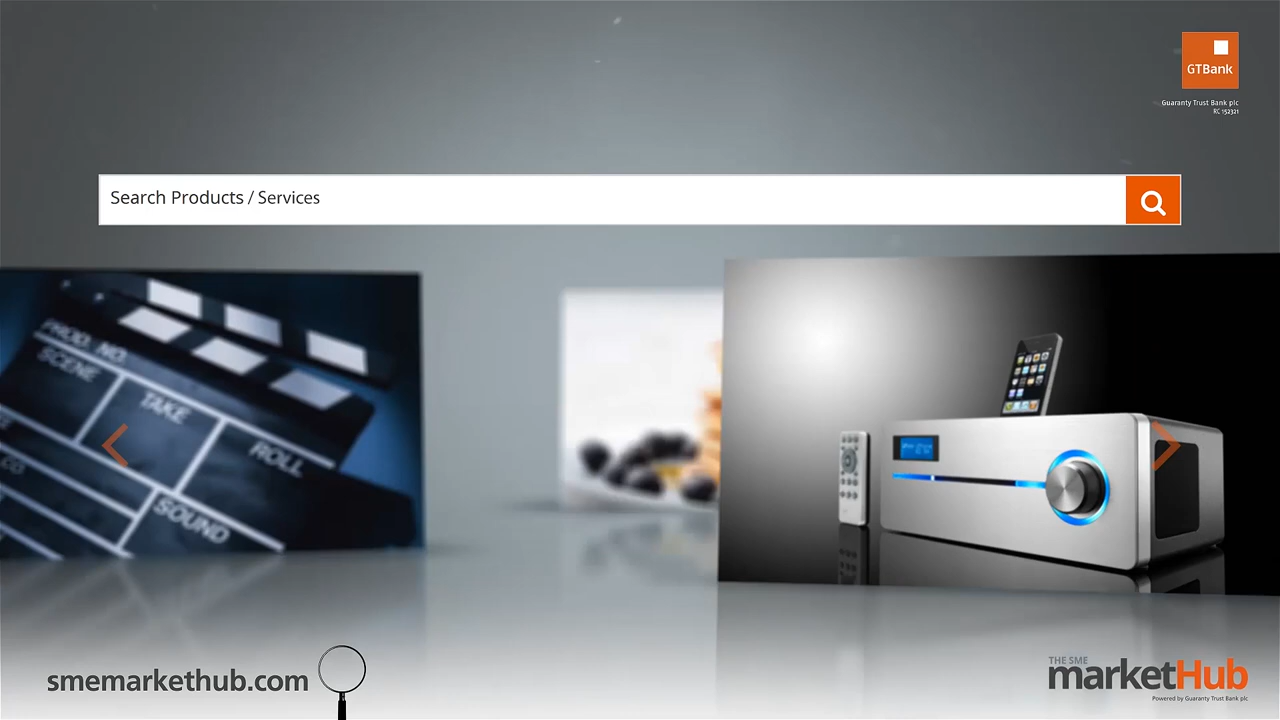 GTBank
Guaranty Trust Bank plc
RC 152321
Search Products / Services
PROD. NO.
SCENE
TAKE
ROLL
SOUND
smemarkethub.com
THE SME
marketHub
Powered by Guaranty Trust Bank plc